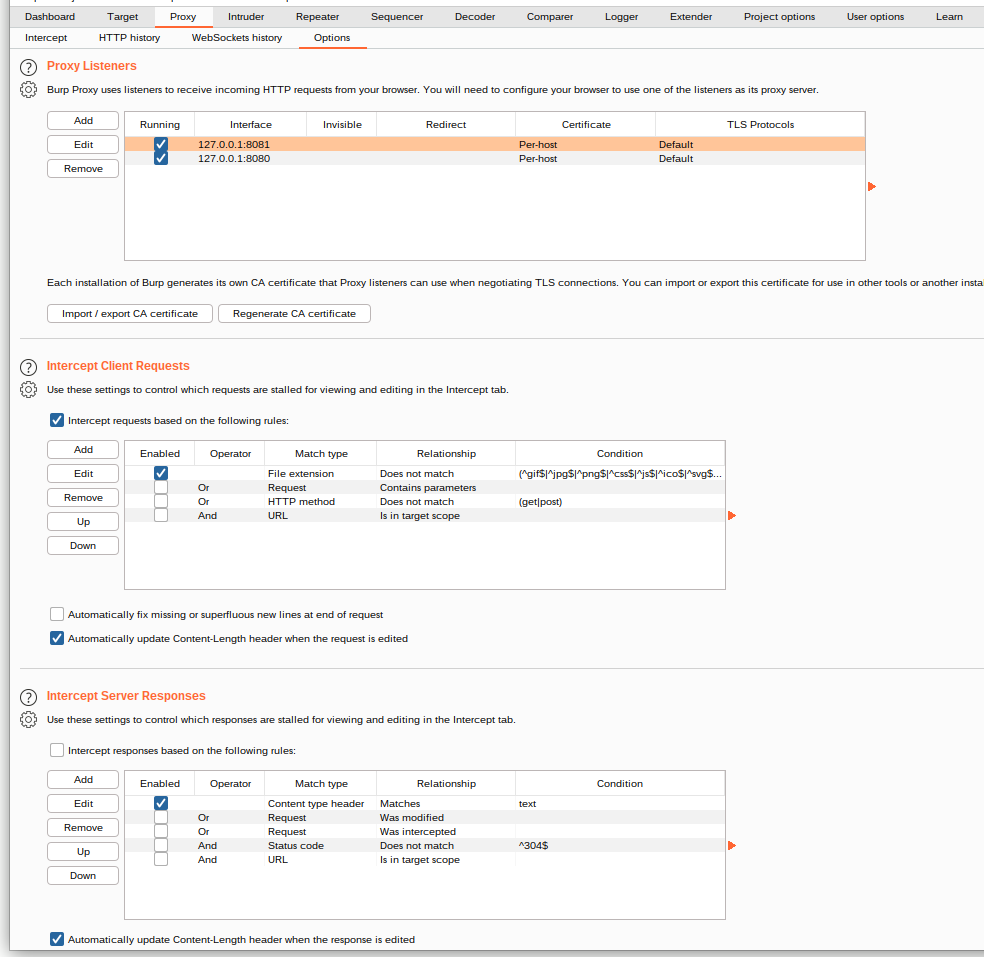 Dashboard Target Proxy Intruder Repeater Sequencer Decoder Comparer Logger Extender Project options User options Learn
Intercept HTTP history WebSockets history Options
? Proxy Listeners
Burp Proxy uses listeners to receive incoming HTTP requests from your browser. You will need to configure your browser to use one of the listeners as its proxy server.
Add
Edit
Remove
Running Interface Invisible Redirect Certificate TLS Protocols
127.0.0.1:8081 Per-host Default
127.0.0.1:8080 Per-host Default
Each installation of Burp generates its own CA certificate that Proxy listeners can use when negotiating TLS connections. You can import or export this certificate for use in other tools or another insta
Import / export CA certificate Regenerate CA certificate
? Intercept Client Requests
Use these settings to control which requests are stalled for viewing and editing in the Intercept tab.
Intercept requests based on the following rules:
Add
Edit
Remove
Up
Down
Enabled Operator Match type Relationship Condition
File extension Does not match (^gif$|^jpg$|^png$|^css$|^js$|^ico$|^svg$...
Or Request Contains parameters
Or HTTP method Does not match (get|post)
And URL Is in target scope
Automatically fix missing or superfluous new lines at end of request
Automatically update Content-Length header when the request is edited
? Intercept Server Responses
Use these settings to control which responses are stalled for viewing and editing in the Intercept tab.
Intercept responses based on the following rules:
Add
Edit
Remove
Up
Down
Enabled Operator Match type Relationship Condition
Content type header Matches text
Or Request Was modified
Or Request Was intercepted
And Status code Does not match ^304$
And URL Is in target scope
Automatically update Content-Length header when the response is edited